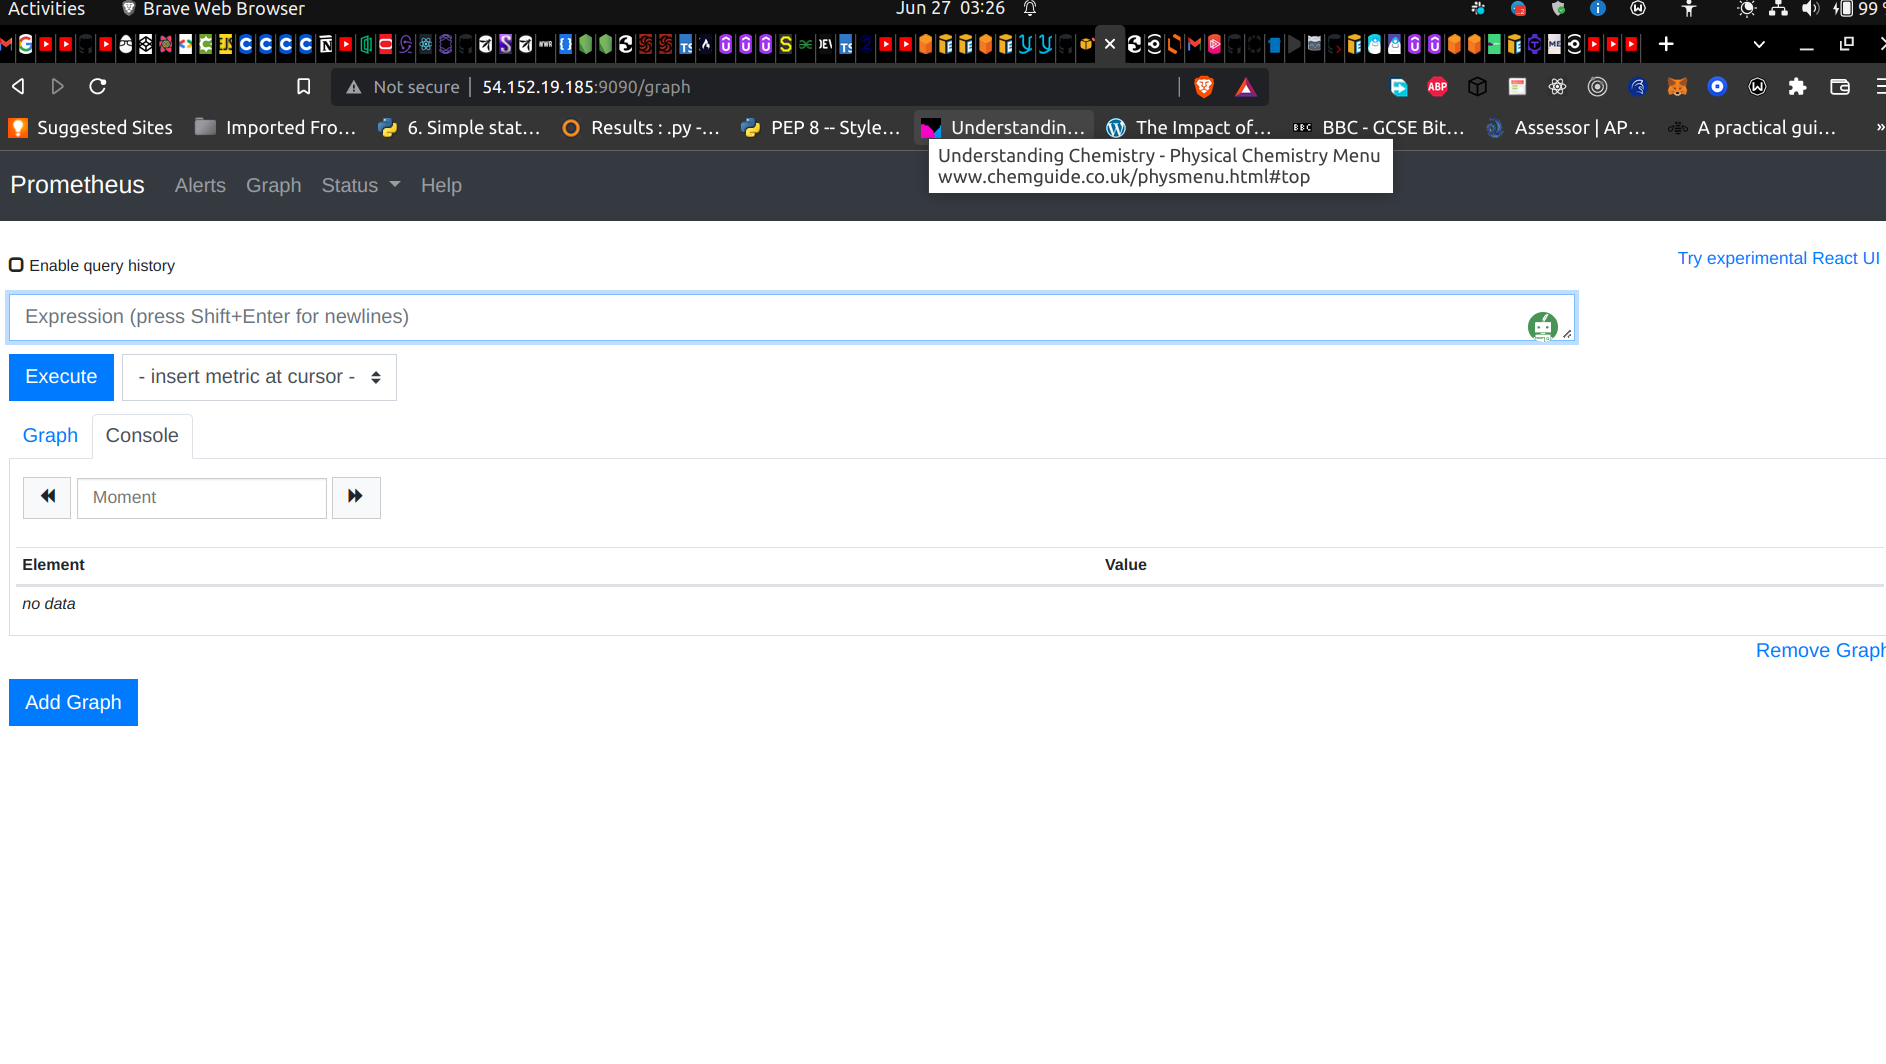 Activities Brave Web Browser Jun 27 03:26 99
Not secure 54.152.19.185:9090/graph ABP
Suggested Sites Imported Fro... 6. Simple stat... Results : .py -... PEP 8 -- Style... Understandin... The Impact of... BBC BBC - GCSE Bit... Assessor | AP... A practical gui... »
Understanding Chemistry - Physical Chemistry Menu
www.chemguide.co.uk/physmenu.html#top
Prometheus Alerts Graph Status Help
Enable query history
Try experimental React UI
Expression (press Shift+Enter for newlines)
Execute - insert metric at cursor -
Graph Console
Moment
Element Value
no data
Remove Graph
Add Graph